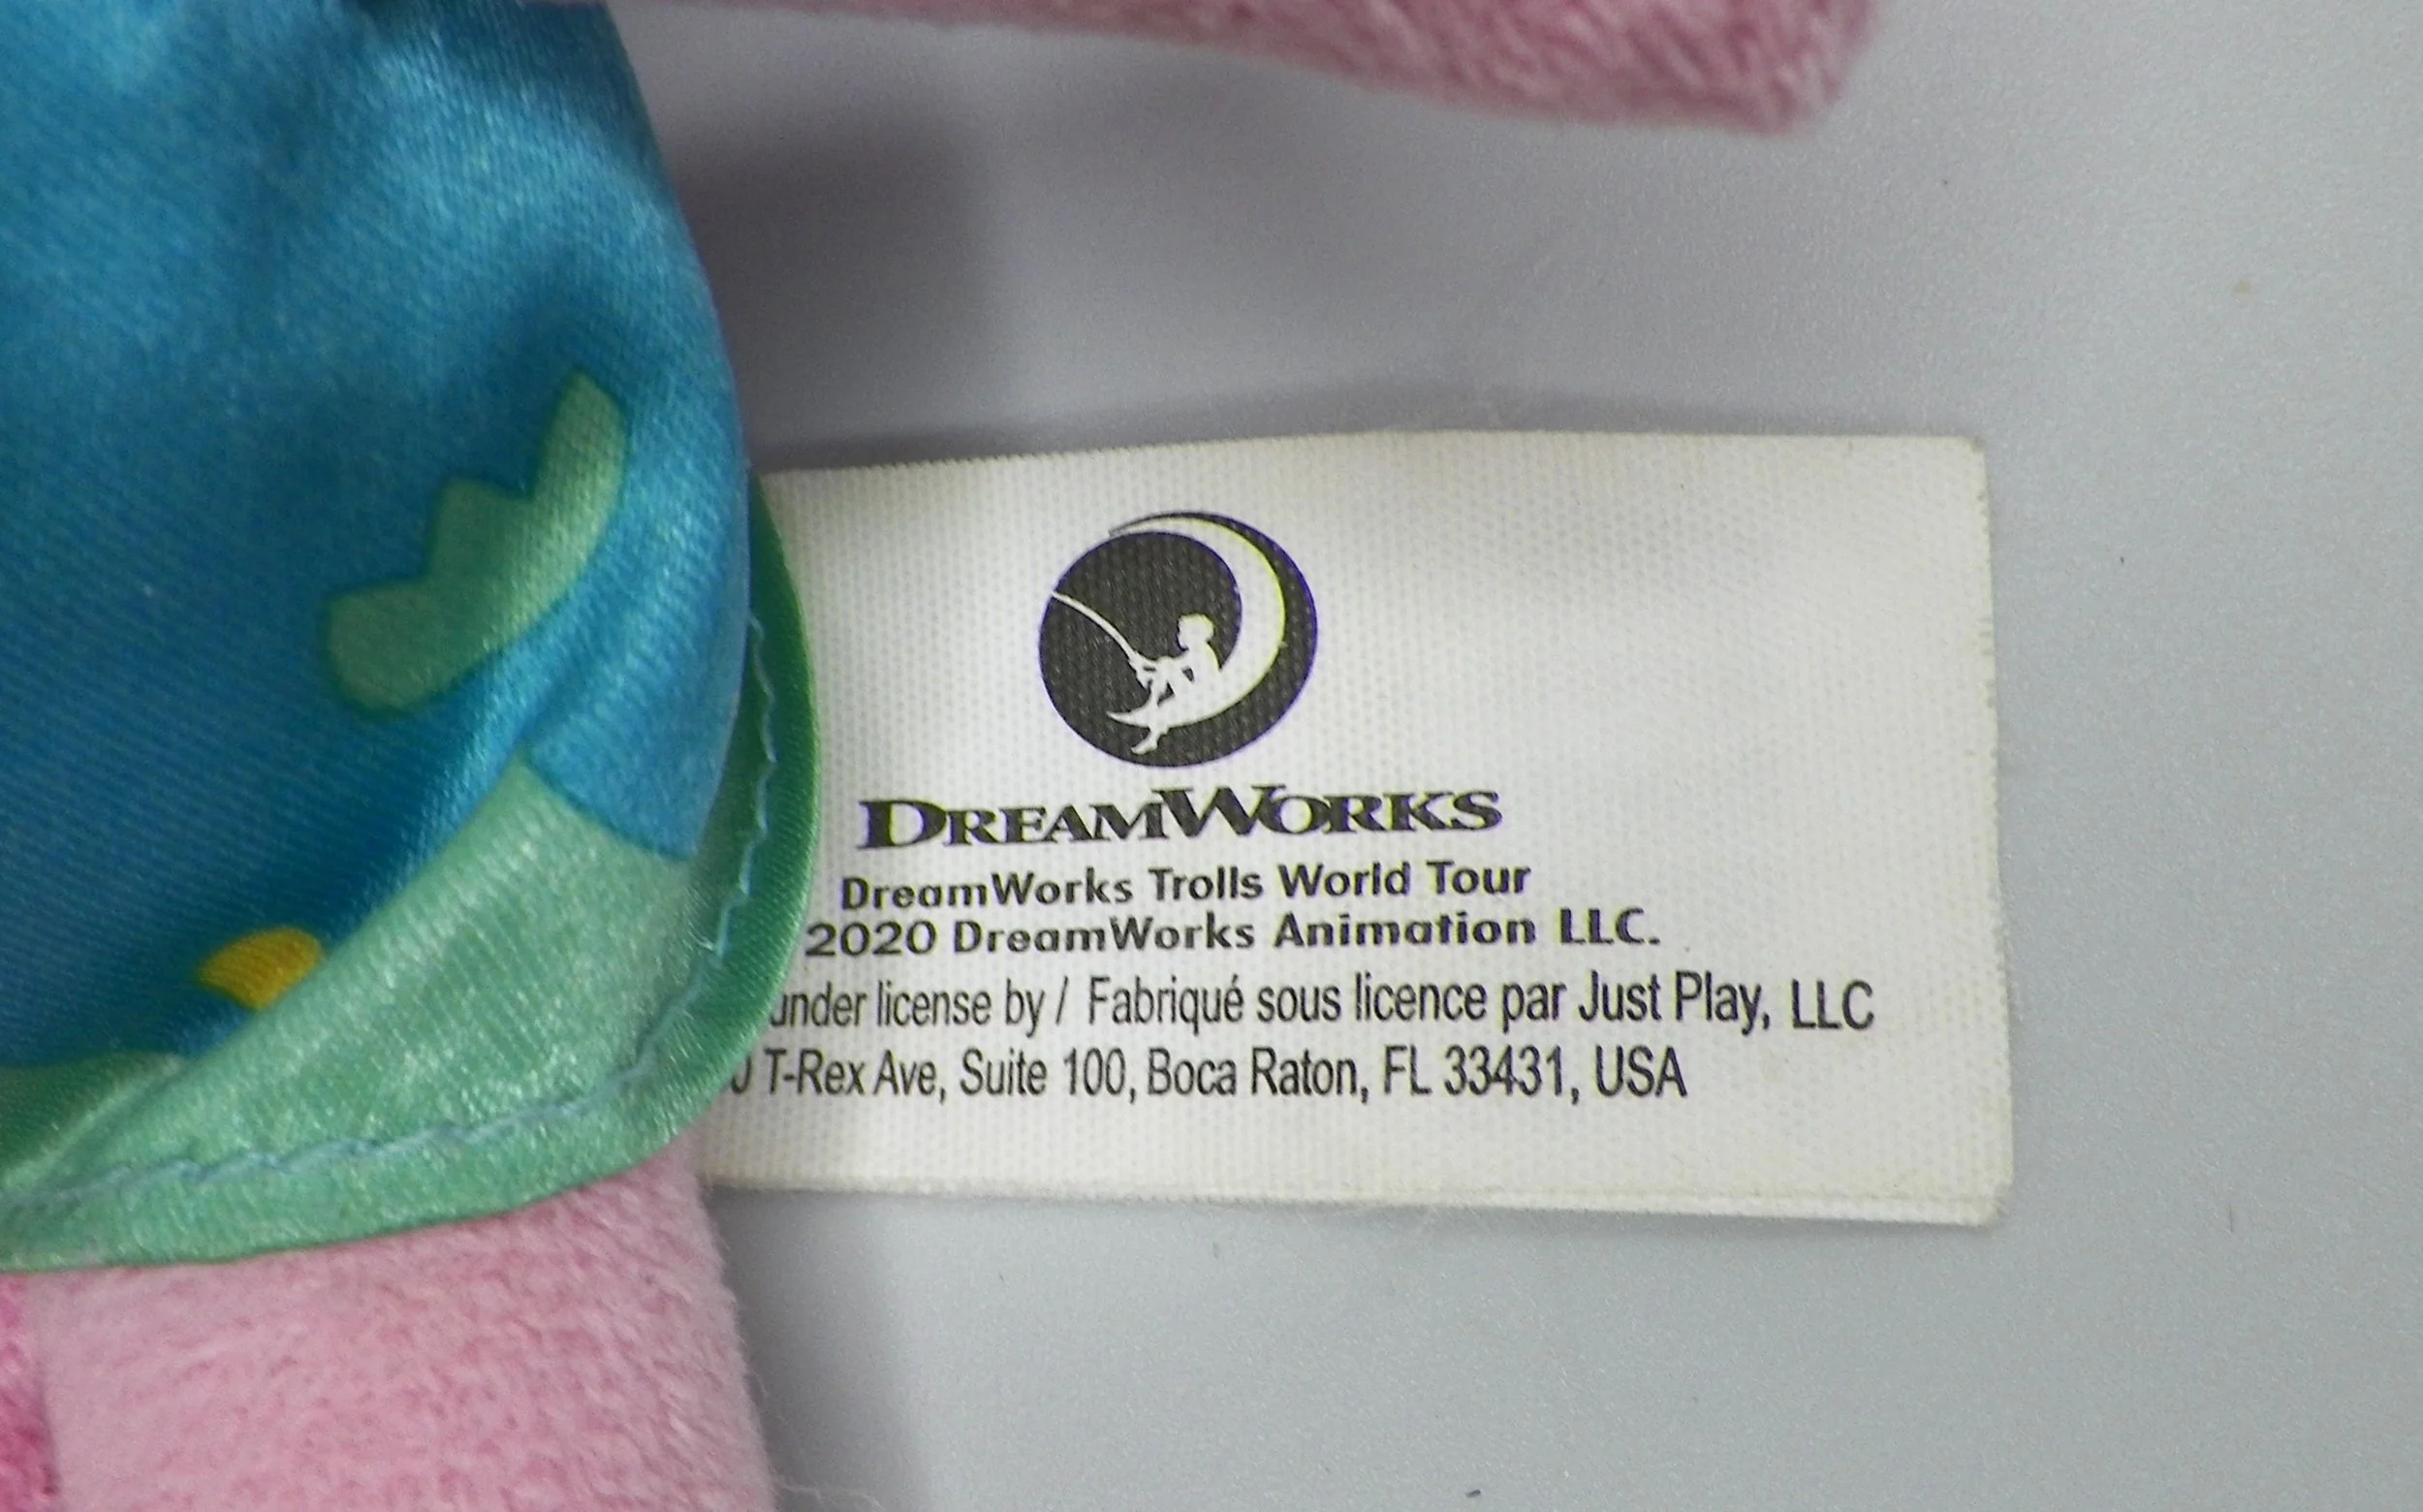 DREAMWORKS
DreamWorks Trolls World Tour
2020 DreamWorks Animation LLC.
under license by / Fabriqué sous licence par Just Play, LLC
T-Rex Ave, Suite 100, Boca Raton, FL 33431, USA